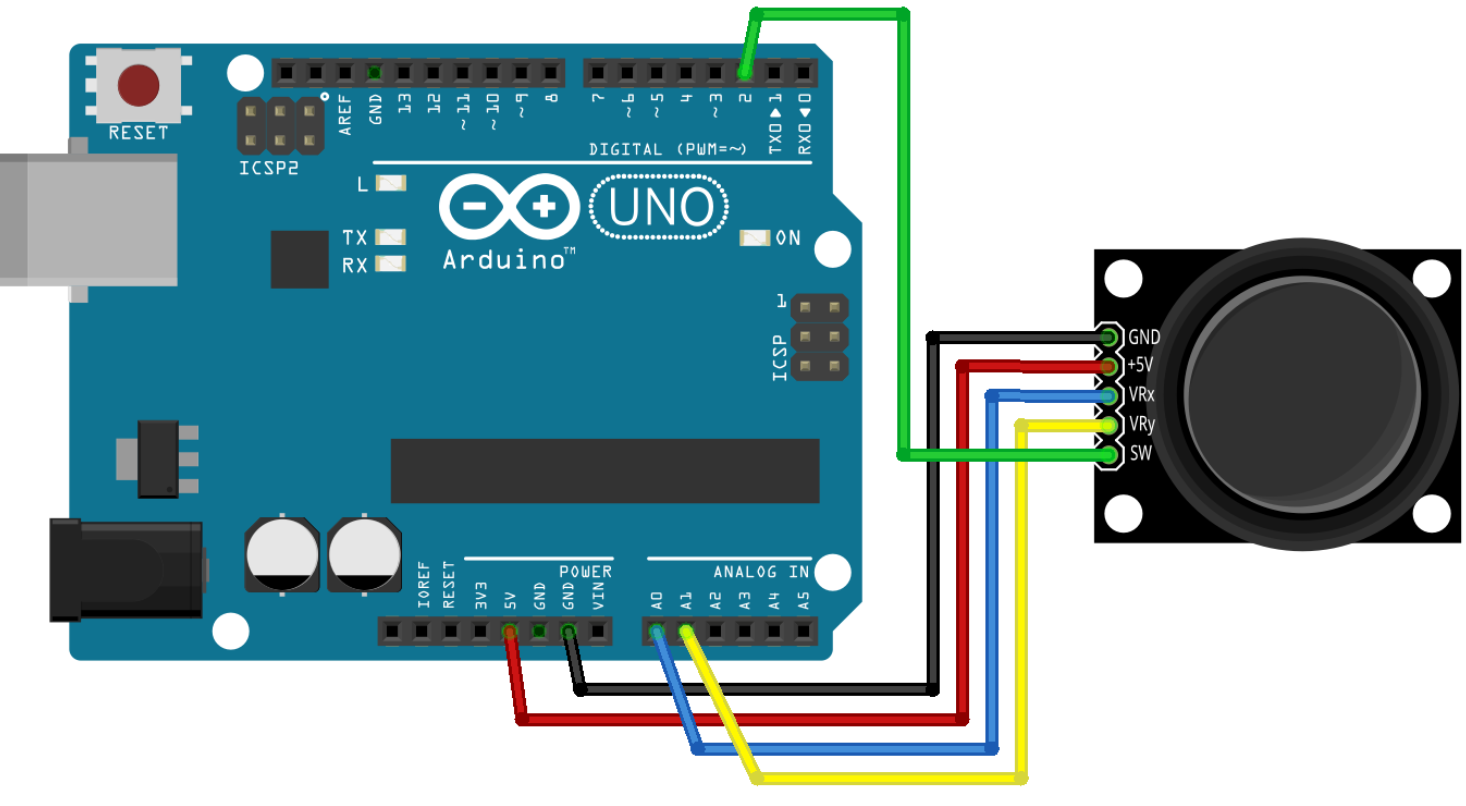 RESET
ICSP2
AREF
GND
13
12
~11
~10
~9
8
7
~6
~5
4
~3
2
TX0▶1
RX0◀0
DIGITAL (PWM=~)
L
TX
RX
Arduino™
UNO
ON
1
ICSP
GND
+5V
VRx
VRy
SW
POWER
ANALOG IN
IOREF
RESET
3V3
5V
GND
GND
VIN
A0
A1
A2
A3
A4
A5